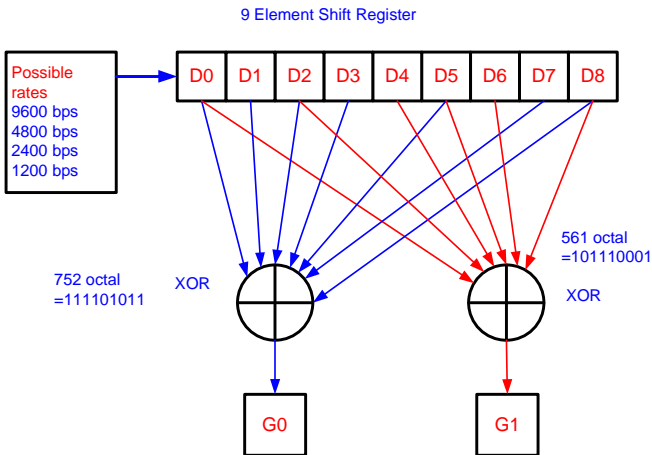 9 Element Shift Register
Possible
rates
9600 bps
4800 bps
2400 bps
1200 bps
D0 D1 D2 D3 D4 D5 D6 D7 D8
752 octal
=111101011
XOR
561 octal
=101110001
XOR
G0
G1